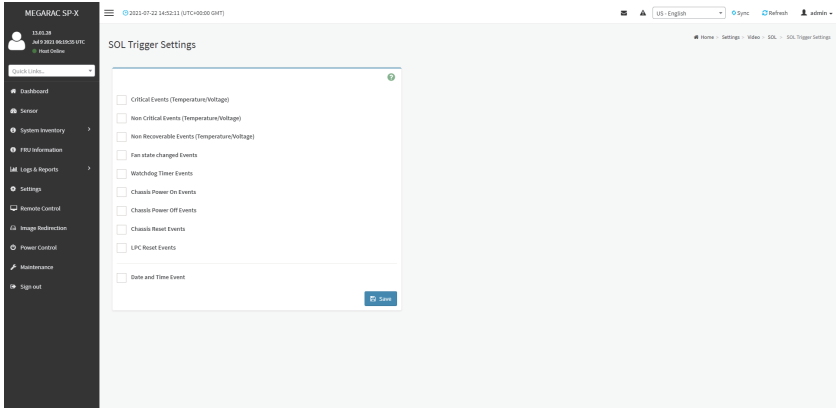 MEGARAC SP-X
2021-07-22 14:52:11 (UTC+00:00 GMT)
US - English
Sync
Refresh
admin
13.01.28
Jul 9 2021 06:19:35 UTC
Host Online
Quick Links...
Dashboard
Sensor
System Inventory
FRU Information
Logs & Reports
Settings
Remote Control
Image Redirection
Power Control
Maintenance
Sign out
SOL Trigger Settings
Home > Settings > Video > SOL > SOL Trigger Settings
Critical Events (Temperature/Voltage)
Non Critical Events (Temperature/Voltage)
Non Recoverable Events (Temperature/Voltage)
Fan state changed Events
Watchdog Timer Events
Chassis Power On Events
Chassis Power Off Events
Chassis Reset Events
LPC Reset Events
Date and Time Event
Save